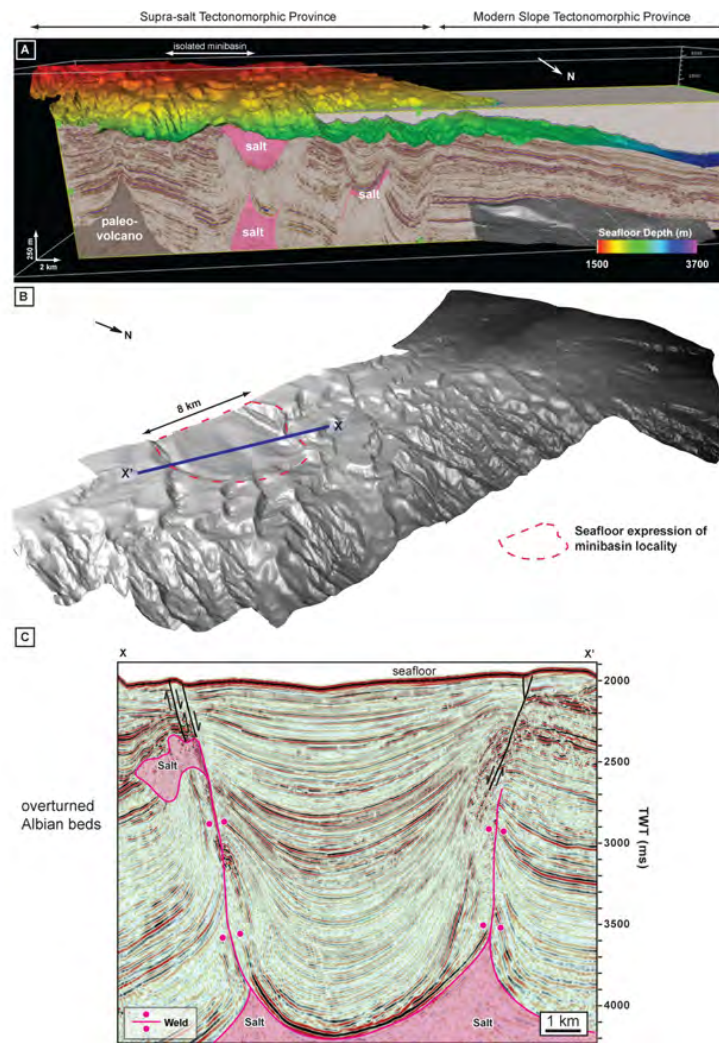 Supra-salt Tectonomorphic Province
Modern Slope Tectonomorphic Province
A
isolated minibasin
N
salt
salt
salt
paleo-
volcano
250 m
2 km
Seafloor Depth (m)
1500
3700
B
N
8 km
X
X'
Seafloor expression of
minibasin locality
C
X
X'
seafloor
2000
Salt
2500
overturned
Albian beds
TWT (ms)
3000
3500
4000
Weld
Salt
Salt
1 km